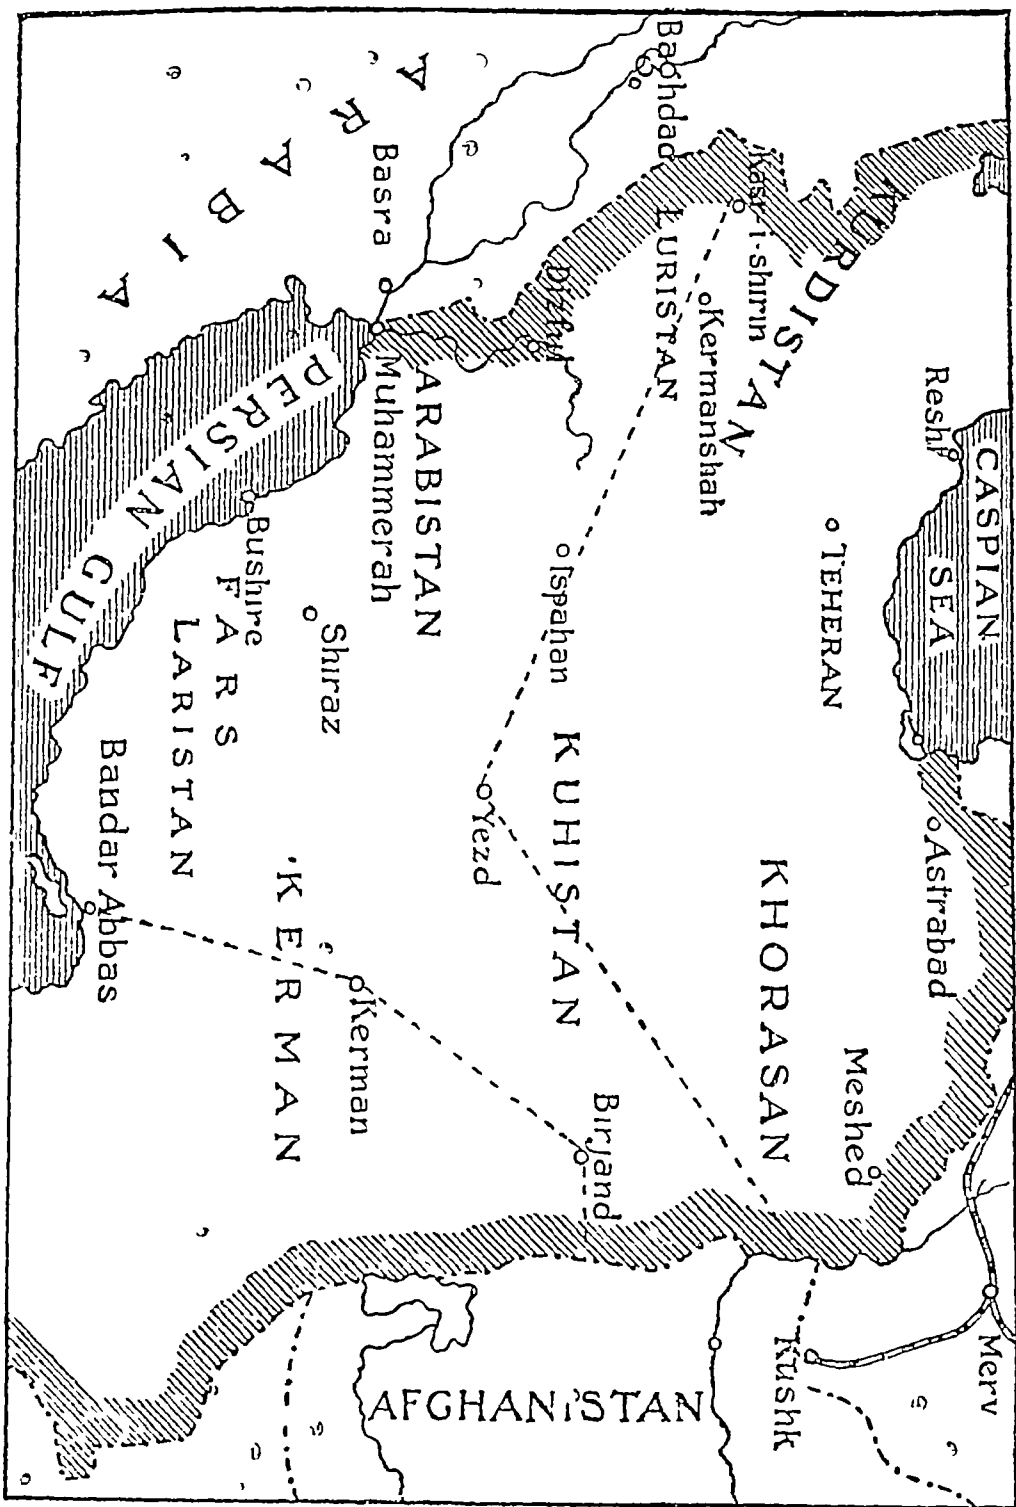 CASPIAN
SEA
Resht
KURDISTAN
TEHERAN
Astrabad
Meshed
Merv
Kasr-i-shirin
Kermanshah
KHORASAN
Kushk
Baghdad
LURISTAN
Ispahan
KUHISTAN
Birjand
AFGHANISTAN
Dizful
Yezd
ARABISTAN
Basra
Muhammerah
ARABIA
Shiraz
Kerman
KERMAN
PERSIAN GULF
Bushire
FARS
LARISTAN
Bandar Abbas